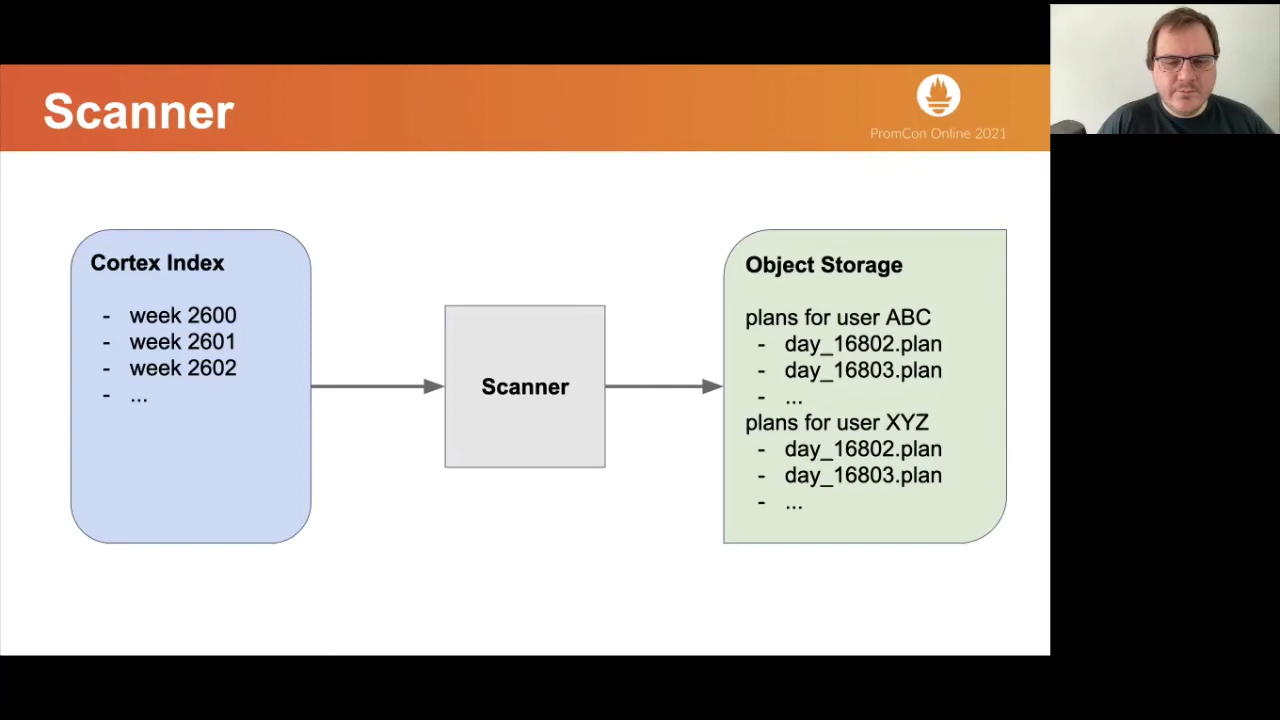 Scanner
PromCon Online 2021
Cortex Index
- week 2600
- week 2601
- week 2602
- ...
Scanner
Object Storage
plans for user ABC
- day_16802.plan
- day_16803.plan
- ...
plans for user XYZ
- day_16802.plan
- day_16803.plan
- ...